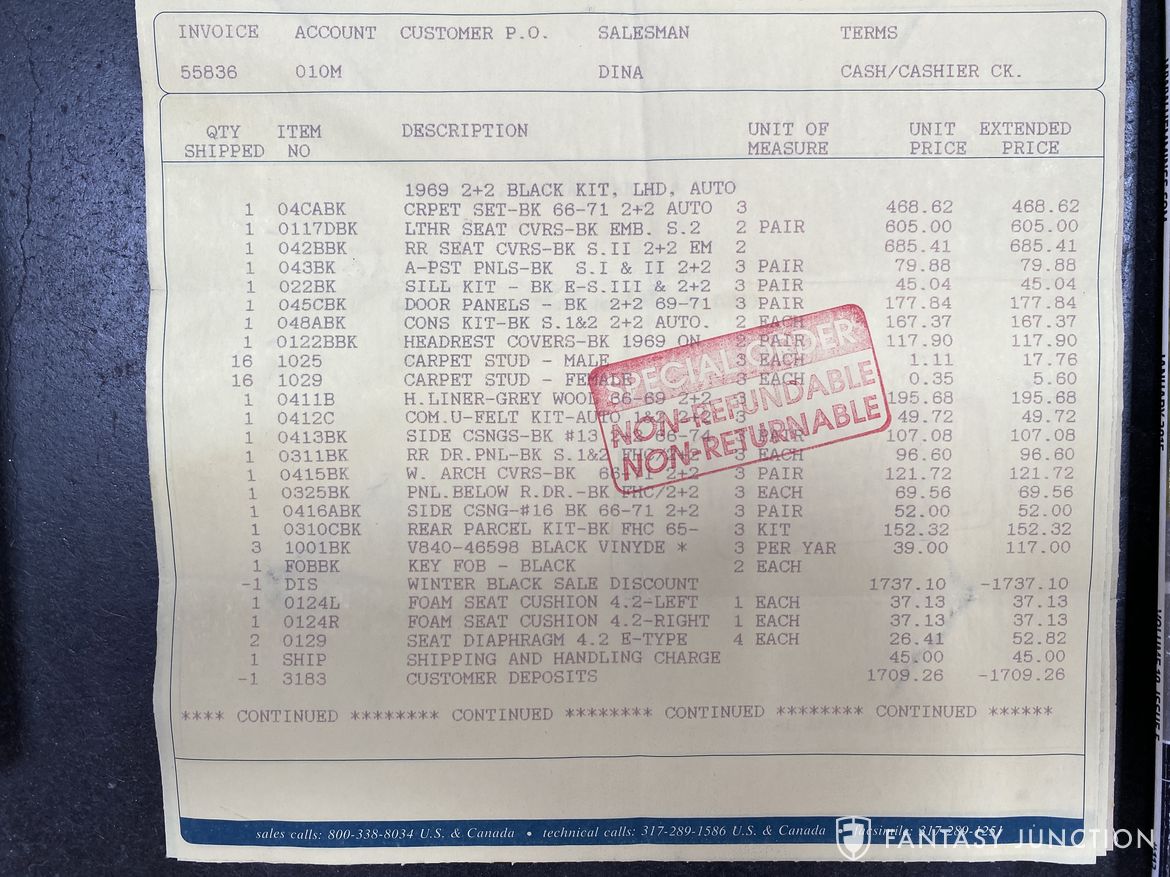 INVOICE ACCOUNT CUSTOMER P.O. SALESMAN TERMS
55836 010M DINA CASH/CASHIER CK.
QTY ITEM DESCRIPTION UNIT OF UNIT EXTENDED
SHIPPED NO MEASURE PRICE PRICE
1969 2+2 BLACK KIT, LHD, AUTO
1 04CABK CRPET SET-BK 66-71 2+2 AUTO 3 468.62 468.62
1 0117DBK LTHR SEAT CVRS-BK EMB. S.2 2 PAIR 605.00 605.00
1 042BBK RR SEAT CVRS-BK S.II 2+2 EM 2 685.41 685.41
1 043BK A-PST PNLS-BK S.I & II 2+2 3 PAIR 79.88 79.88
1 022BK SILL KIT - BK E-S.III & 2+2 3 PAIR 45.04 45.04
1 045CBK DOOR PANELS - BK 2+2 69-71 3 PAIR 177.84 177.84
1 048ABK CONS KIT-BK S.1&2 2+2 AUTO. 2 EACH 167.37 167.37
1 0122BBK HEADREST COVERS-BK 1969 ON 2 PAIR 117.90 117.90
16 1025 CARPET STUD - MALE 3 EACH 1.11 17.76
16 1029 CARPET STUD - FEMALE 3 EACH 0.35 5.60
1 0411B H.LINER-GREY WOOL 66-69 2+2 195.68 195.68
1 0412C COM.U-FELT KIT-AUTO 1&2 2+2 49.72 49.72
1 0413BK SIDE CSNGS-BK #13 2+2 66-71 3 PAIR 107.08 107.08
1 0311BK RR DR.PNL-BK S.1&2 FHC/2+2 3 EACH 96.60 96.60
1 0415BK W. ARCH CVRS-BK 66-71 2+2 3 PAIR 121.72 121.72
1 0325BK PNL.BELOW R.DR.-BK FHC/2+2 3 EACH 69.56 69.56
1 0416ABK SIDE CSNG-#16 BK 66-71 2+2 3 PAIR 52.00 52.00
1 0310CBK REAR PARCEL KIT-BK FHC 65- 3 KIT 152.32 152.32
3 1001BK V840-46598 BLACK VINYDE * 3 PER YAR 39.00 117.00
1 FOBBK KEY FOB - BLACK 2 EACH
-1 DIS WINTER BLACK SALE DISCOUNT 1737.10 -1737.10
1 0124L FOAM SEAT CUSHION 4.2-LEFT 1 EACH 37.13 37.13
1 0124R FOAM SEAT CUSHION 4.2-RIGHT 1 EACH 37.13 37.13
2 0129 SEAT DIAPHRAGM 4.2 E-TYPE 4 EACH 26.41 52.82
1 SHIP SHIPPING AND HANDLING CHARGE 45.00 45.00
-1 3183 CUSTOMER DEPOSITS 1709.26 -1709.26
**** CONTINUED ******** CONTINUED ******** CONTINUED ******** CONTINUED ******
SPECIAL ORDER
NON-REFUNDABLE
NON-RETURNABLE
sales calls: 800-338-8034 U.S. & Canada • technical calls: 317-289-1586 U.S. & Canada
FANTASY JUNCTION